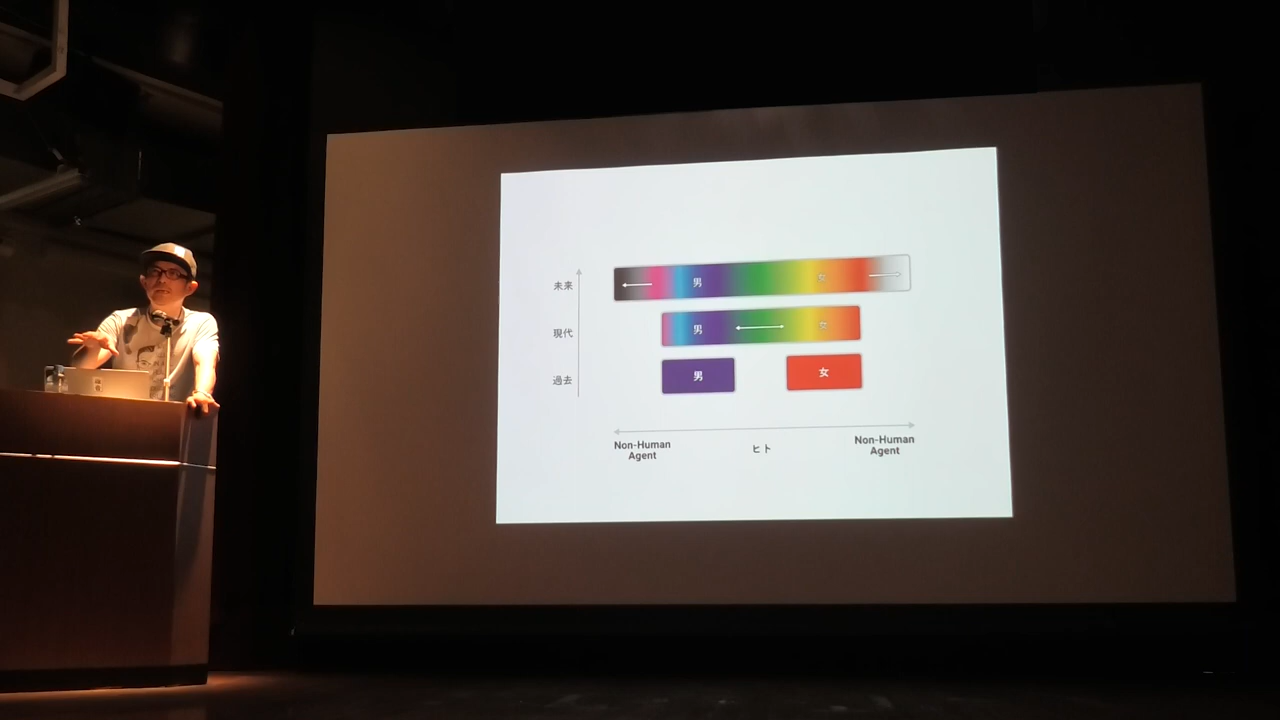 未来 男 女
現代 男 女
過去 男 女
Non-Human
Agent
ヒト
Non-Human
Agent